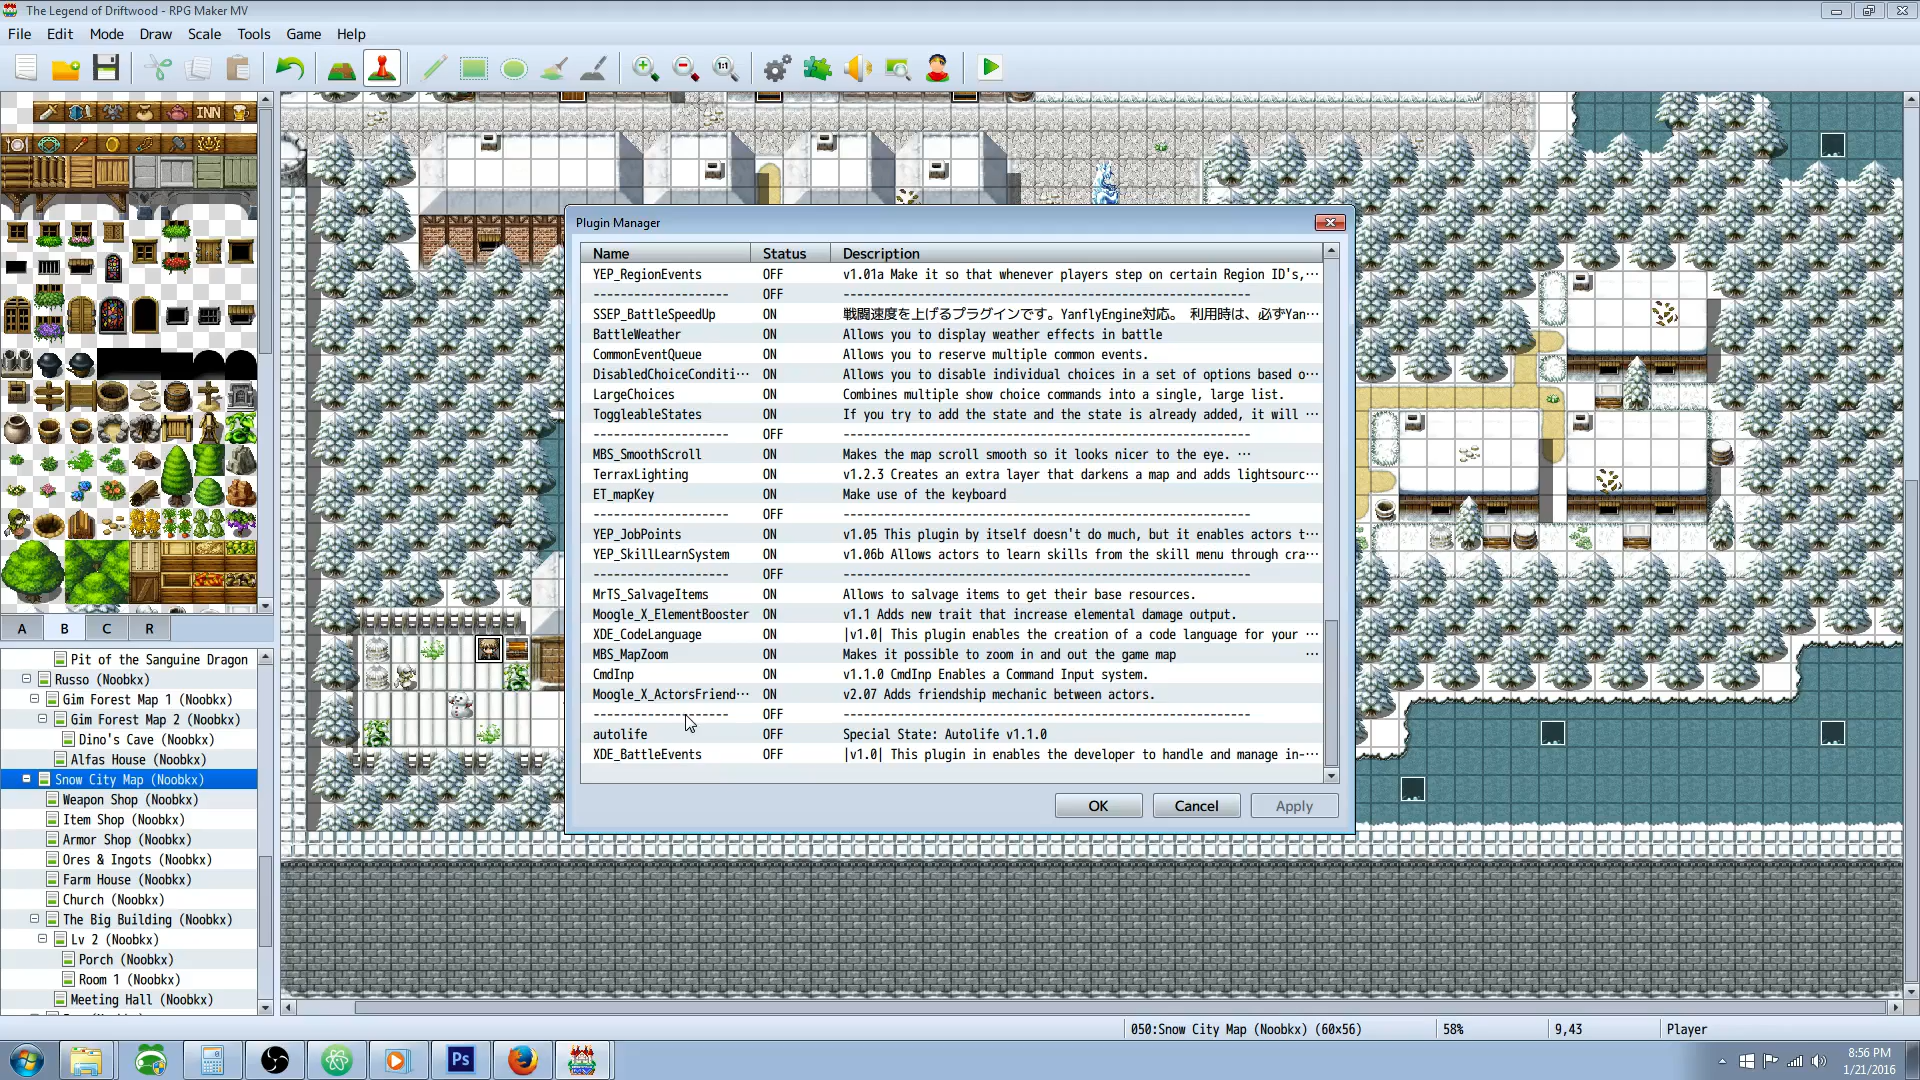 The Legend of Driftwood - RPG Maker MV
File Edit Mode Draw Scale Tools Game Help
1:1
INN
A B C R
Pit of the Sanguine Dragon
Russo (Noobkx)
Gim Forest Map 1 (Noobkx)
Gim Forest Map 2 (Noobkx)
Dino's Cave (Noobkx)
Alfas House (Noobkx)
Snow City Map (Noobkx)
Weapon Shop (Noobkx)
Item Shop (Noobkx)
Armor Shop (Noobkx)
Ores & Ingots (Noobkx)
Farm House (Noobkx)
Church (Noobkx)
The Big Building (Noobkx)
Lv 2 (Noobkx)
Porch (Noobkx)
Room 1 (Noobkx)
Meeting Hall (Noobkx)
Plugin Manager
Name Status Description
YEP_RegionEvents OFF v1.01a Make it so that whenever players step on certain Region ID's,···
-------------------- OFF ------------------------------------------------------------
SSEP_BattleSpeedUp ON 戦闘速度を上げるプラグインです。YanflyEngine対応。 利用時は、必ずYan···
BattleWeather ON Allows you to display weather effects in battle
CommonEventQueue ON Allows you to reserve multiple common events.
DisabledChoiceConditi··· ON Allows you to disable individual choices in a set of options based o···
LargeChoices ON Combines multiple show choice commands into a single, large list.
ToggleableStates ON If you try to add the state and the state is already added, it will ···
-------------------- OFF ------------------------------------------------------------
MBS_SmoothScroll ON Makes the map scroll smooth so it looks nicer to the eye. ···
TerraxLighting ON v1.2.3 Creates an extra layer that darkens a map and adds lightsourc···
ET_mapKey ON Make use of the keyboard
-------------------- OFF ------------------------------------------------------------
YEP_JobPoints ON v1.05 This plugin by itself doesn't do much, but it enables actors t···
YEP_SkillLearnSystem ON v1.06b Allows actors to learn skills from the skill menu through cra···
-------------------- OFF ------------------------------------------------------------
MrTS_SalvageItems ON Allows to salvage items to get their base resources.
Moogle_X_ElementBooster ON v1.1 Adds new trait that increase elemental damage output.
XDE_CodeLanguage ON |v1.0| This plugin enables the creation of a code language for your ···
MBS_MapZoom ON Makes it possible to zoom in and out the game map ···
CmdInp ON v1.1.0 CmdInp Enables a Command Input system.
Moogle_X_ActorsFriend··· ON v2.07 Adds friendship mechanic between actors.
-------------------- OFF ------------------------------------------------------------
autolife OFF Special State: Autolife v1.1.0
XDE_BattleEvents OFF |v1.0| This plugin in enables the developer to handle and manage in-···
OK Cancel Apply
050:Snow City Map (Noobkx) (60x56) 58% 9,43 Player
Ps
8:56 PM
1/21/2016